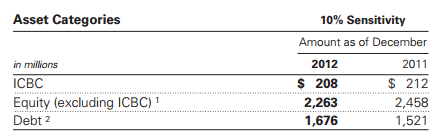 Asset Categories 10% Sensitivity
Amount as of December
in millions 2012 2011
ICBC $ 208 $ 212
Equity (excluding ICBC) 1 2,263 2,458
Debt 2 1,676 1,521